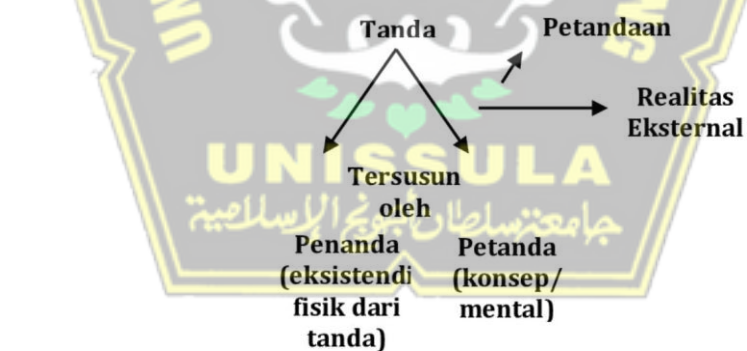 Tanda
Petandaan
Realitas
Eksternal
UNISSULA
Tersusun
oleh
جامعة سلطان أجونج الإسلامية
Penanda
(eksistendi
fisik dari
tanda)
Petanda
(konsep/
mental)